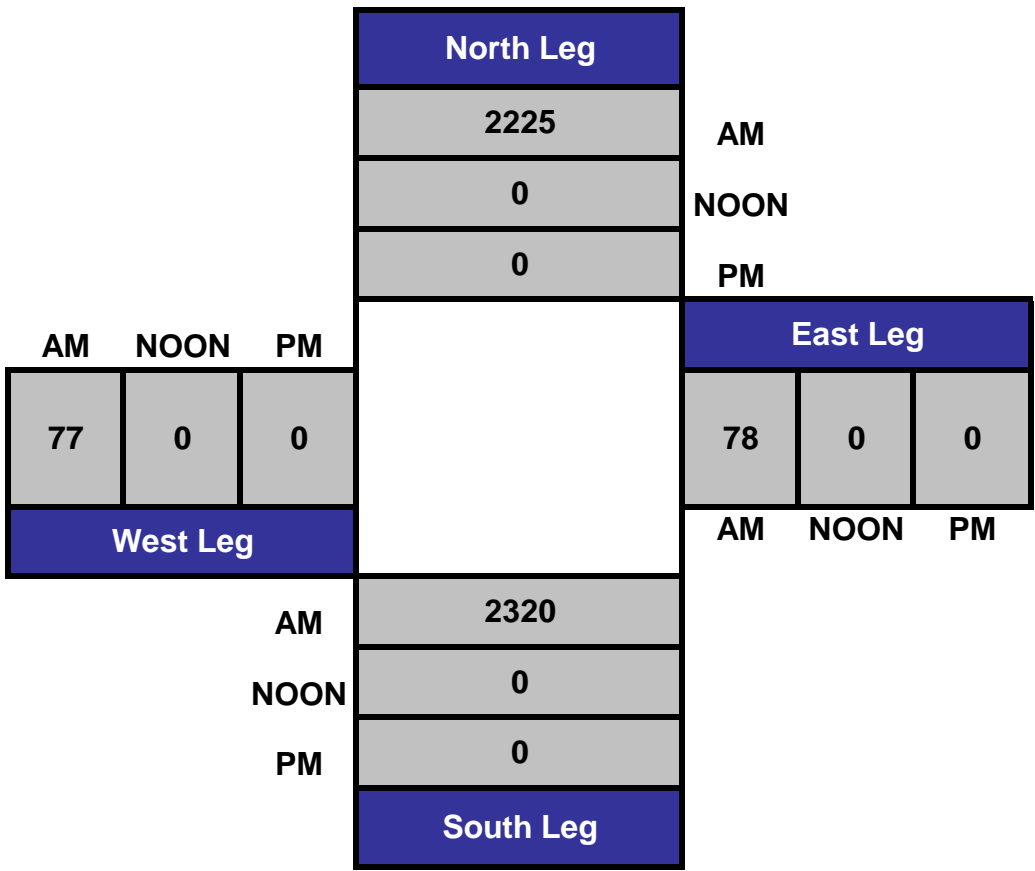 North Leg
2225 AM
0 NOON
0 PM
East Leg
AM NOON PM
77 0 0 78 0 0
West Leg
AM NOON PM
AM 2320
NOON 0
PM 0
South Leg